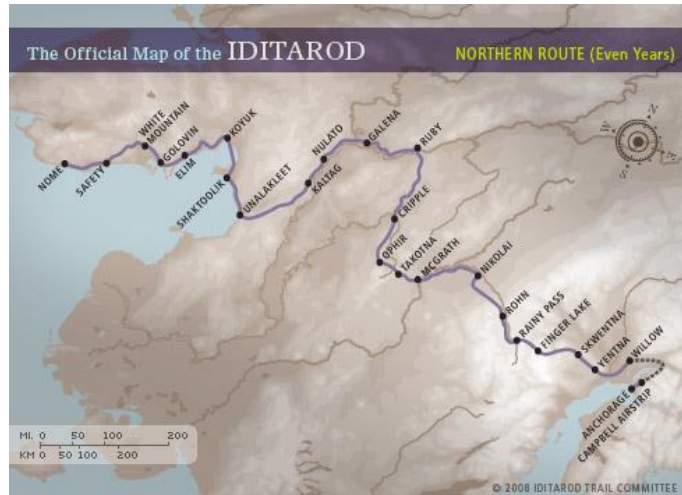 The Official Map of the IDITAROD
NORTHERN ROUTE (Even Years)
NOME
SAFETY
WHITE
MOUNTAIN
GOLOVIN
ELIM
KOYUK
SHAKTOOLIK
UNALAKLEET
KALTAG
NULATO
GALENA
RUBY
CRIPPLE
OPHIR
TAKOTNA
MCGRATH
NIKOLAI
ROHN
RAINY PASS
FINGER LAKE
SKWENTNA
YENTNA
WILLOW
ANCHORAGE
CAMPBELL AIRSTRIP
N
W
E
S
MI. 0 50 100 200
KM 0 50 100 200
© 2008 IDITAROD TRAIL COMMITTEE